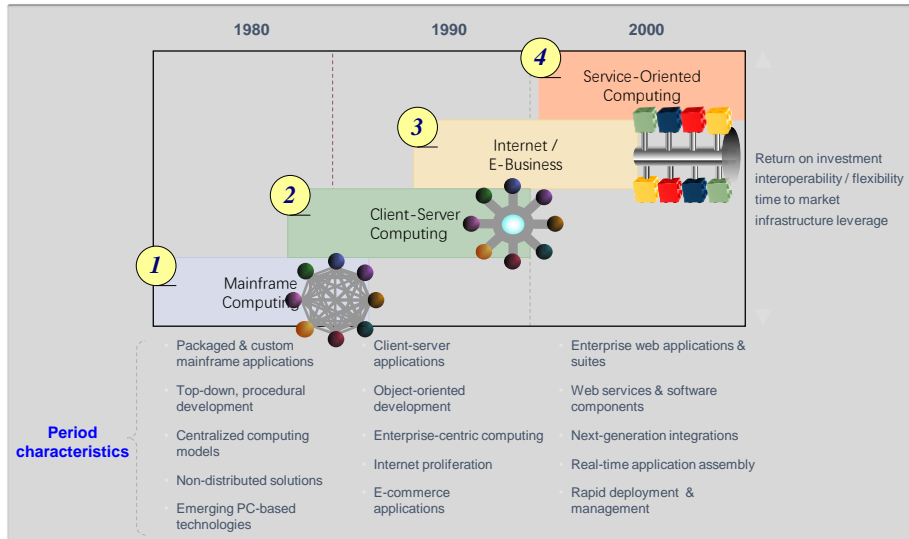 1980
1990
2000
4
Service-Oriented
Computing
3
Internet /
E-Business
2
Client-Server
Computing
1
Mainframe
Computing
Return on investment
interoperability / flexibility
time to market
infrastructure leverage
Period
characteristics
Packaged & custom
mainframe applications
Top-down, procedural
development
Centralized computing
models
Non-distributed solutions
Emerging PC-based
technologies
Client-server
applications
Object-oriented
development
Enterprise-centric computing
Internet proliferation
E-commerce
applications
Enterprise web applications &
suites
Web services & software
components
Next-generation integrations
Real-time application assembly
Rapid deployment &
management